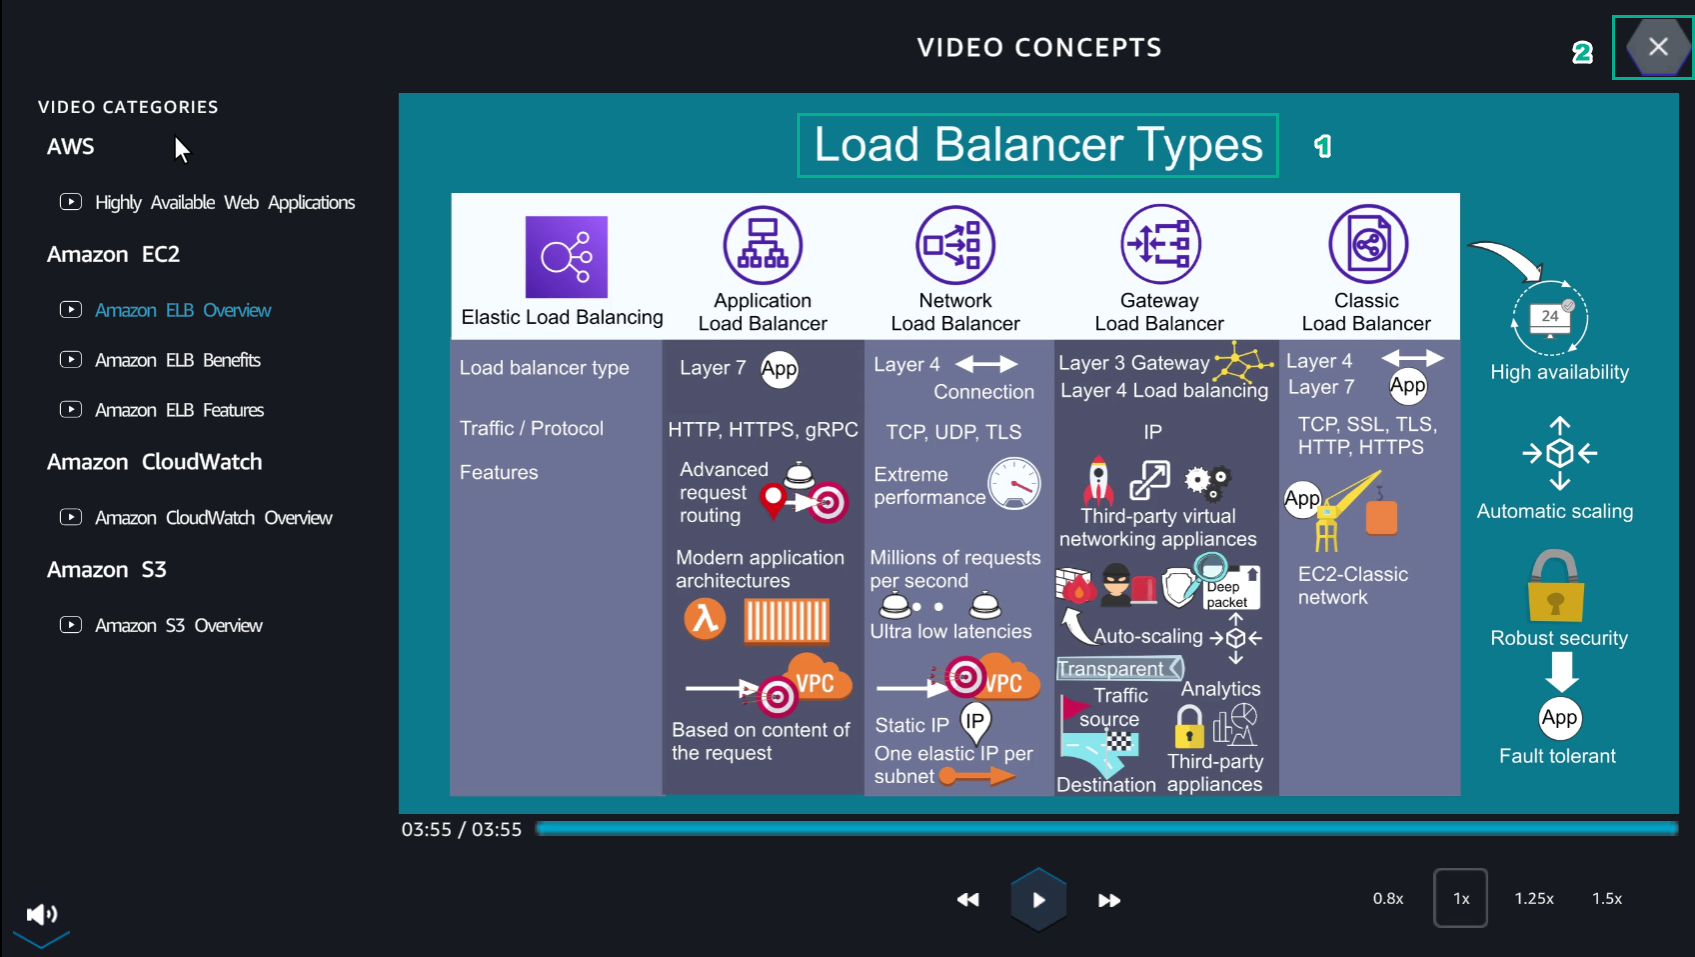 VIDEO CONCEPTS
2
VIDEO CATEGORIES
AWS
Highly Available Web Applications
Amazon EC2
Amazon ELB Overview
Amazon ELB Benefits
Amazon ELB Features
Amazon CloudWatch
Amazon CloudWatch Overview
Amazon S3
Amazon S3 Overview
Load Balancer Types
1
Elastic Load Balancing
Application
Load Balancer
Network
Load Balancer
Gateway
Load Balancer
Classic
Load Balancer
Load balancer type
Layer 7 App
Layer 4
Connection
Layer 3 Gateway
Layer 4 Load balancing
Layer 4
Layer 7 App
Traffic / Protocol
HTTP, HTTPS, gRPC
TCP, UDP, TLS
IP
TCP, SSL, TLS,
HTTP, HTTPS
Features
Advanced
request
routing
Modern application
architectures
λ
VPC
Based on content of
the request
Extreme
performance
Millions of requests
per second
Ultra low latencies
VPC
Static IP IP
One elastic IP per
subnet
Third-party virtual
networking appliances
Deep
packet
Auto-scaling
Transparent
Traffic
source
Destination
Analytics
Third-party
appliances
App
EC2-Classic
network
24
High availability
Automatic scaling
Robust security
App
Fault tolerant
03:55 / 03:55
0.8x
1x
1.25x
1.5x